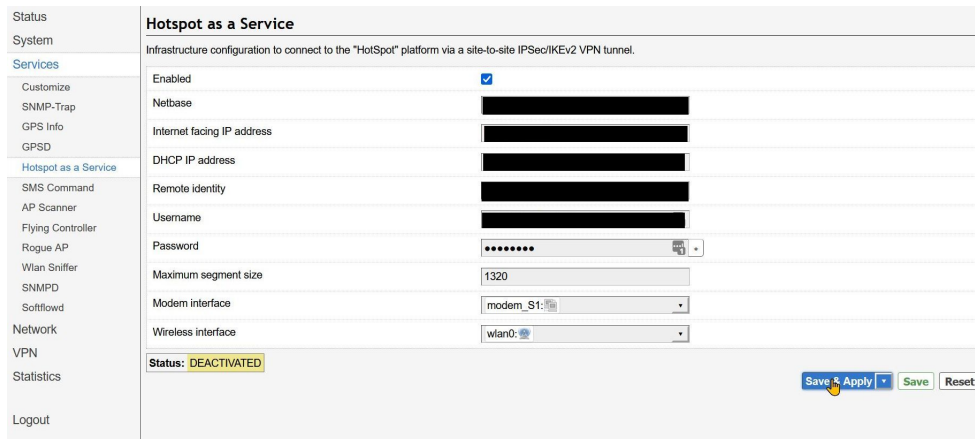 Status
System
Services
Customize
SNMP-Trap
GPS Info
GPSD
Hotspot as a Service
SMS Command
AP Scanner
Flying Controller
Rogue AP
Wlan Sniffer
SNMPD
Softflowd
Network
VPN
Statistics
Logout
Hotspot as a Service
Infrastructure configuration to connect to the "HotSpot" platform via a site-to-site IPSec/IKEv2 VPN tunnel.
Enabled
Netbase
Internet facing IP address
DHCP IP address
Remote identity
Username
Password ●●●●●●●●
Maximum segment size 1320
Modem interface modem_S1:
Wireless interface wlan0:
Status: DEACTIVATED
Save & Apply Save Reset